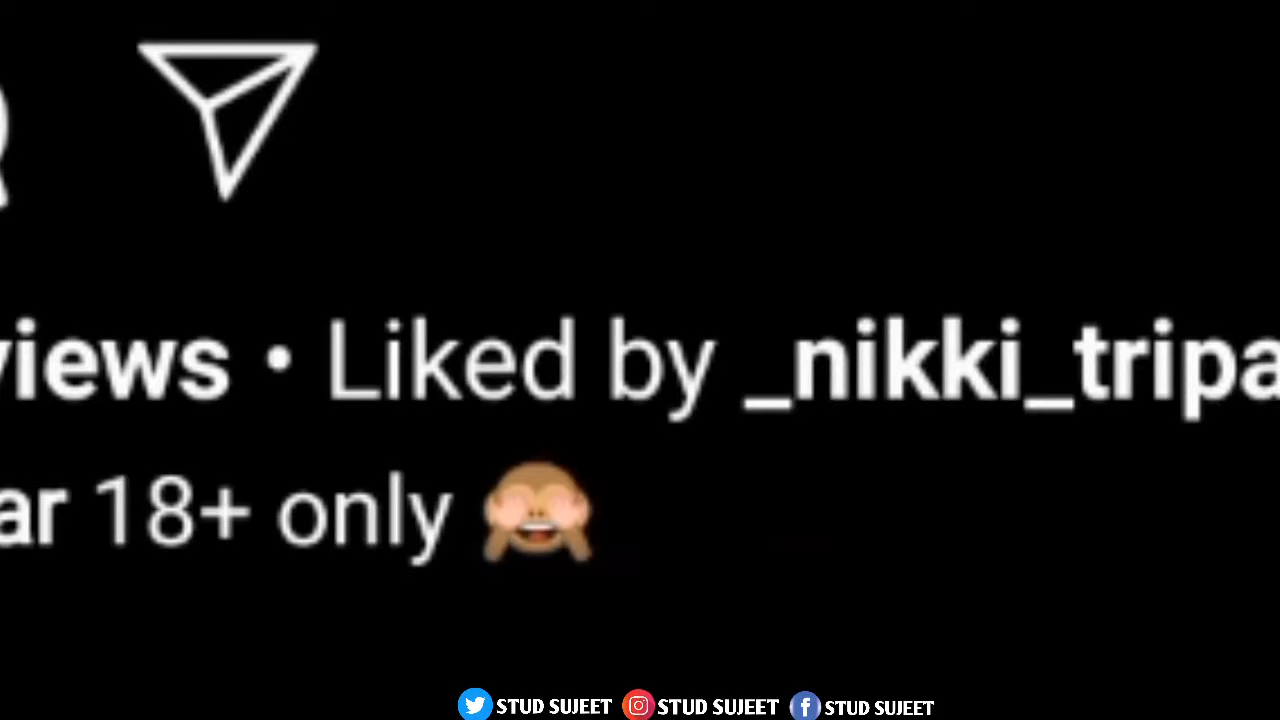 views • Liked by _nikki_tripa
ar 18+ only 🙈
STUD SUJEET STUD SUJEET STUD SUJEET